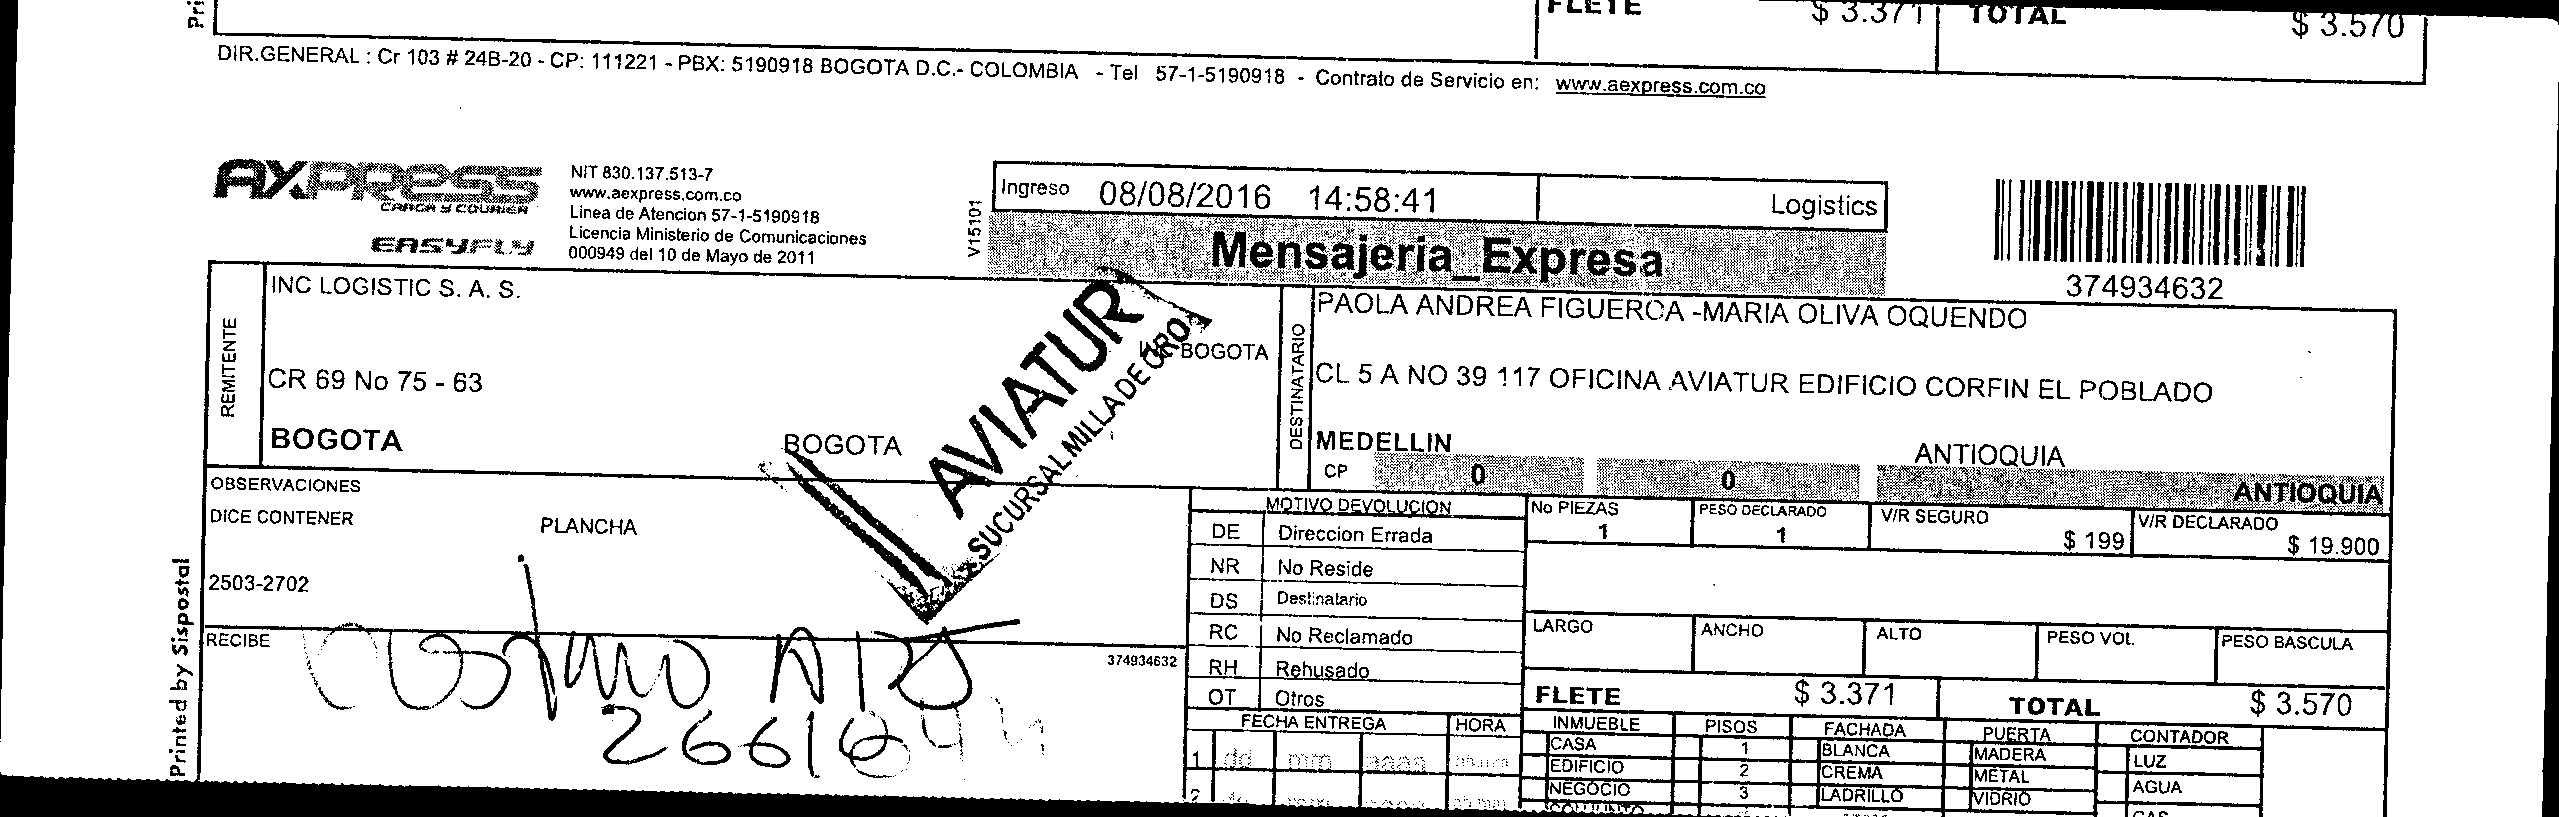 FLETE $ 3.371 TOTAL $ 3.570
DIR.GENERAL : Cr 103 # 24B-20 - CP: 111221 - PBX: 5190918 BOGOTA D.C.- COLOMBIA - Tel 57-1-5190918 - Contrato de Servicio en: www.aexpress.com.co
AXPRESS
CARGA Y COURIER
EASYFLY
NIT 830.137.513-7
www.aexpress.com.co
Linea de Atencion 57-1-5190918
Licencia Ministerio de Comunicaciones
000949 del 10 de Mayo de 2011
V15101
Ingreso 08/08/2016 14:58:41 Logistics
Mensajeria_Expresa
374934632
REMITENTE
INC LOGISTIC S. A. S.
BOGOTA
CR 69 No 75 - 63
BOGOTA BOGOTA
AVIATUR
SUCURSAL MILLA DE ORO
DESTINATARIO
PAOLA ANDREA FIGUEROA -MARIA OLIVA OQUENDO
CL 5 A NO 39 117 OFICINA AVIATUR EDIFICIO CORFIN EL POBLADO
MEDELLIN ANTIOQUIA
CP 0 0 ANTIOQUIA
OBSERVACIONES
DICE CONTENER PLANCHA
2503-2702
RECIBE
374934632
Printed by Sispostal
MOTIVO DEVOLUCION
DE Direccion Errada
NR No Reside
DS Destinatario
RC No Reclamado
RH Rehusado
OT Otros
FECHA ENTREGA HORA
1 dd mm aaaa
2
No PIEZAS PESO DECLARADO V/R SEGURO V/R DECLARADO
1 1 $ 199 $ 19.900
LARGO ANCHO ALTO PESO VOL. PESO BASCULA
FLETE $ 3.371 TOTAL $ 3.570
INMUEBLE PISOS FACHADA PUERTA CONTADOR
CASA 1 BLANCA MADERA LUZ
EDIFICIO 2 CREMA METAL AGUA
NEGOCIO 3 LADRILLO VIDRIO GAS
CONJUNTO